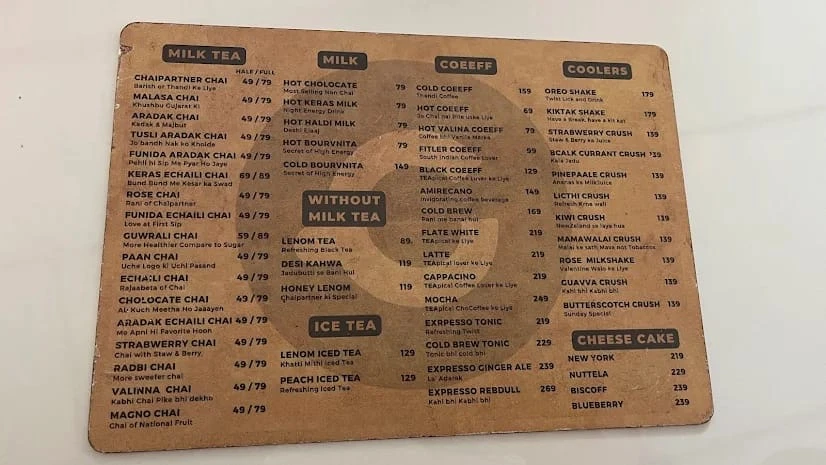 MILK TEA
HALF / FULL
CHAIPARTNER CHAI 49 / 79
Barish or Thandi Ke Liye
MALASA CHAI 49 / 79
Khushbu Gujarat Ki
ARADAK CHAI 49 / 79
Kadak & Majbut
TUSLI ARADAK CHAI 49 / 79
Jo bandh Nak ko Kholde
FUNIDA ARADAK CHAI 49 / 79
Pehli hi Sip Me Pyar Ho Jaye
KERAS ECHAILI CHAI 69 / 89
Bund Bund Me Kesar ka Swad
ROSE CHAI 49 / 79
Rani of Chaipartner
FUNIDA ECHAILI CHAI 49 / 79
Love at First Sip
GUWRALI CHAI 59 / 89
More Healthier Compare to Sugar
PAAN CHAI 49 / 79
Uche Logo ki Uchi Pasand
ECHAILI CHAI 49 / 79
Rajaabeta of Chai
CHOLOCATE CHAI 49 / 79
Kuch Meetha Ho Jaaayen
ARADAK ECHAILI CHAI 49 / 79
Me Apni Hi Favorite Hoon
STRABWERRY CHAI 49 / 79
Chai with Staw & Berry
RADBI CHAI 49 / 79
More sweeter chai
VALINNA CHAI 49 / 79
Kabhi Chai Pike bhi dekho
MAGNO CHAI 49 / 79
Chai of National Fruit
MILK
HOT CHOLOCATE 79
Most Selling Non Chai
HOT KERAS MILK 79
Night Energy Drink
HOT HALDI MILK 79
Deshi Elaaj
HOT BOURVNITA 79
Secret of High Energy
COLD BOURVNITA 149
Secret of High Energy
WITHOUT
MILK TEA
LENOM TEA 89
Refreshing Black Tea
DESI KAHWA 119
Jadubutti se Bani Hui
HONEY LENOM 119
Chaipartner ki Special
ICE TEA
LENOM ICED TEA 129
Khatti Mithi Iced Tea
PEACH ICED TEA 129
Refreshing Iced Tea
COEEFF
COLD COEEFF 159
Thandi Coffee
HOT COEEFF 69
Jo Chai nai Pite uske Liye
HOT VALINA COEEFF 79
Coffee bhi Vanila Marke
FITLER COEEFF 99
South Indian Coffee Lover
BLACK COEEFF 129
TEApical Coffee Lover ke Liye
AMIRECANO 149
Invigorating coffee beverage
COLD BREW 169
Pani me banai hui
FLATE WHITE 219
TEApical ke Liye
LATTE 219
TEApical lover ke Liye
CAPPACINO 219
TEApical Coffee Lover ke Liye
MOCHA 249
TEApical ChoCoffee ke Liye
EXRPESSO TONIC 219
Refreshing Twist
COLD BREW TONIC 229
Tonic bhi cold bhi
EXPRESSO GINGER ALE 239
La' Adarak
EXPRESSO REBDULL 269
Kahi bhi Kabhi bhi
COOLERS
OREO SHAKE 179
Twist Lick and Drink
KIKTAK SHAKE 179
Have a Break, have a kit kat
STRABWERRY CRUSH 139
Staw & Berry ka Juice
BCALK CURRANT CRUSH 139
Kala Jadu
PINEPAALE CRUSH 139
Ananas ka MilkJuice
LICTHI CRUSH 139
Refresh Krne wali
KIWI CRUSH 139
NewZeland se laya hua
MAMAWALAI CRUSH 139
Malai ke sath Mava not Tobacco
ROSE MILKSHAKE 139
Valentine Walo ke Liye
GUAVVA CRUSH 139
Kahi bhi Kabhi bhi
BUTTERSCOTCH CRUSH 139
Sunday Special
CHEESE CAKE
NEW YORK 219
NUTTELA 229
BISCOFF 239
BLUEBERRY 239